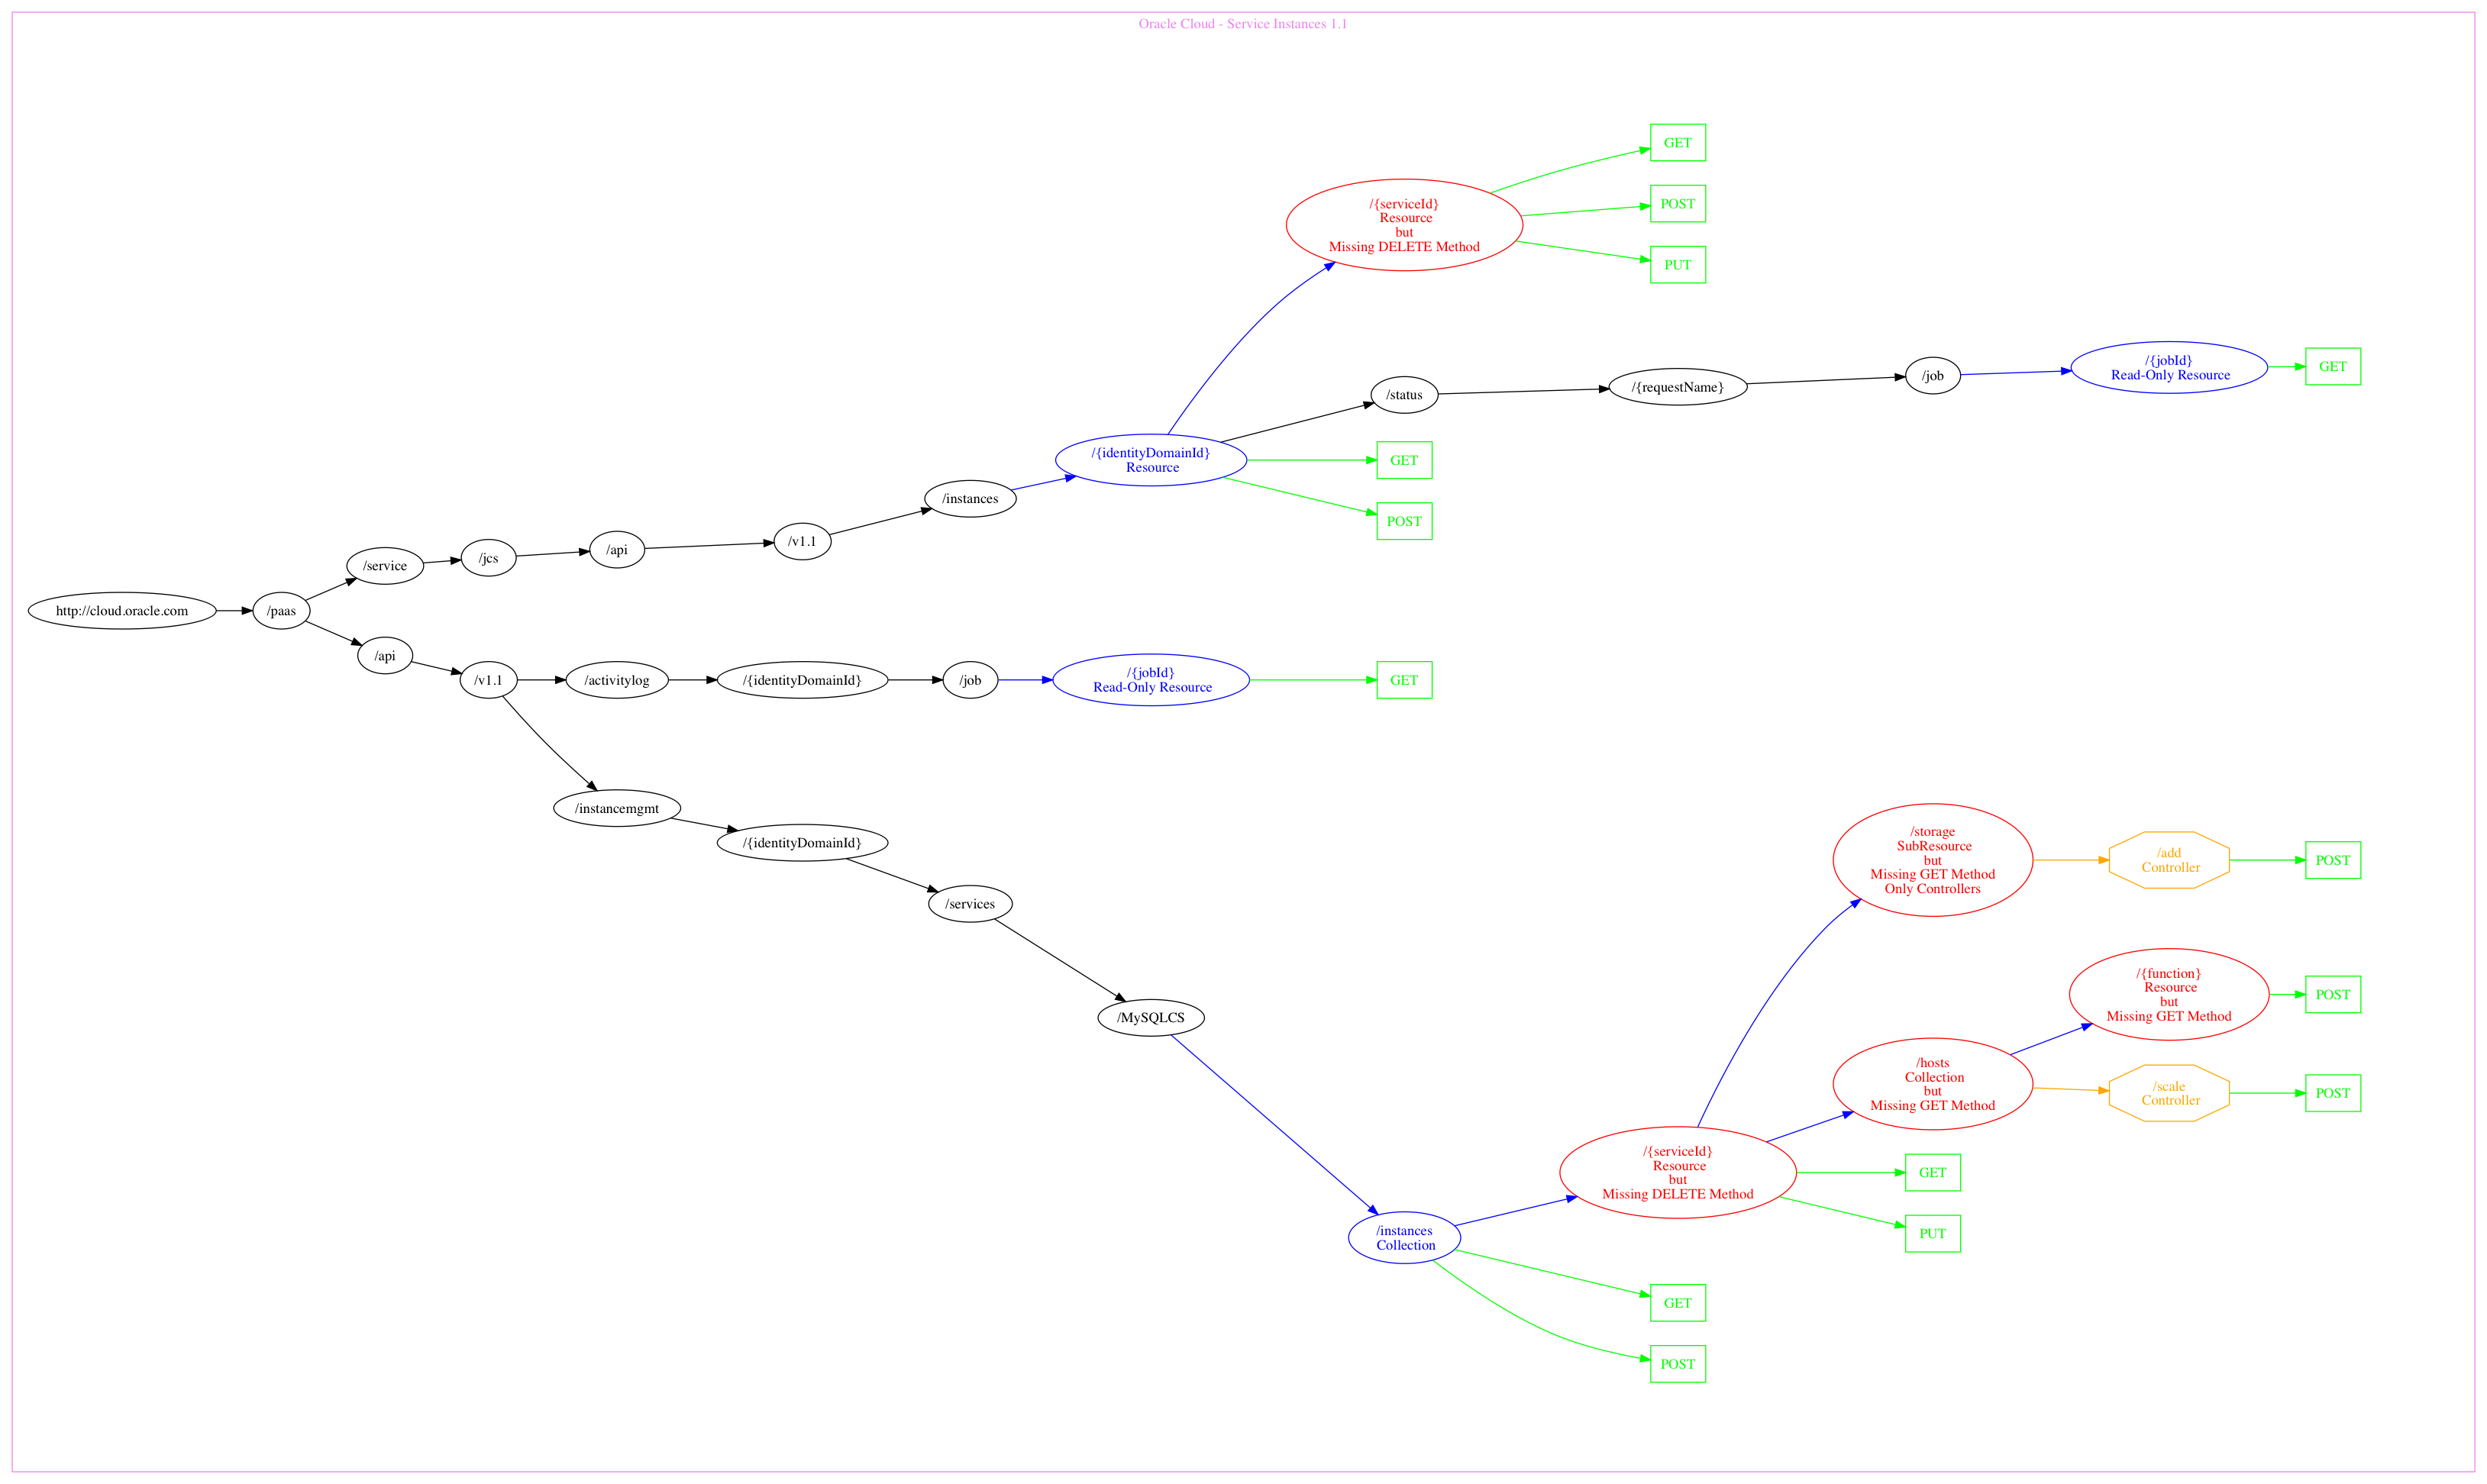 Oracle Cloud - Service Instances 1.1
GET
/{serviceId}
Resource
but
Missing DELETE Method
POST
PUT
/status
/{requestName}
/job
/{jobId}
Read-Only Resource
GET
/{identityDomainId}
Resource
GET
POST
/instances
/v1.1
/api
/jcs
/service
http://cloud.oracle.com
/paas
/api
/v1.1
/activitylog
/{identityDomainId}
/job
/{jobId}
Read-Only Resource
GET
/instancemgmt
/{identityDomainId}
/services
/MySQLCS
/storage
SubResource
but
Missing GET Method
Only Controllers
/add
Controller
POST
/{function}
Resource
but
Missing GET Method
POST
/hosts
Collection
but
Missing GET Method
/scale
Controller
POST
/{serviceId}
Resource
but
Missing DELETE Method
GET
PUT
/instances
Collection
GET
POST